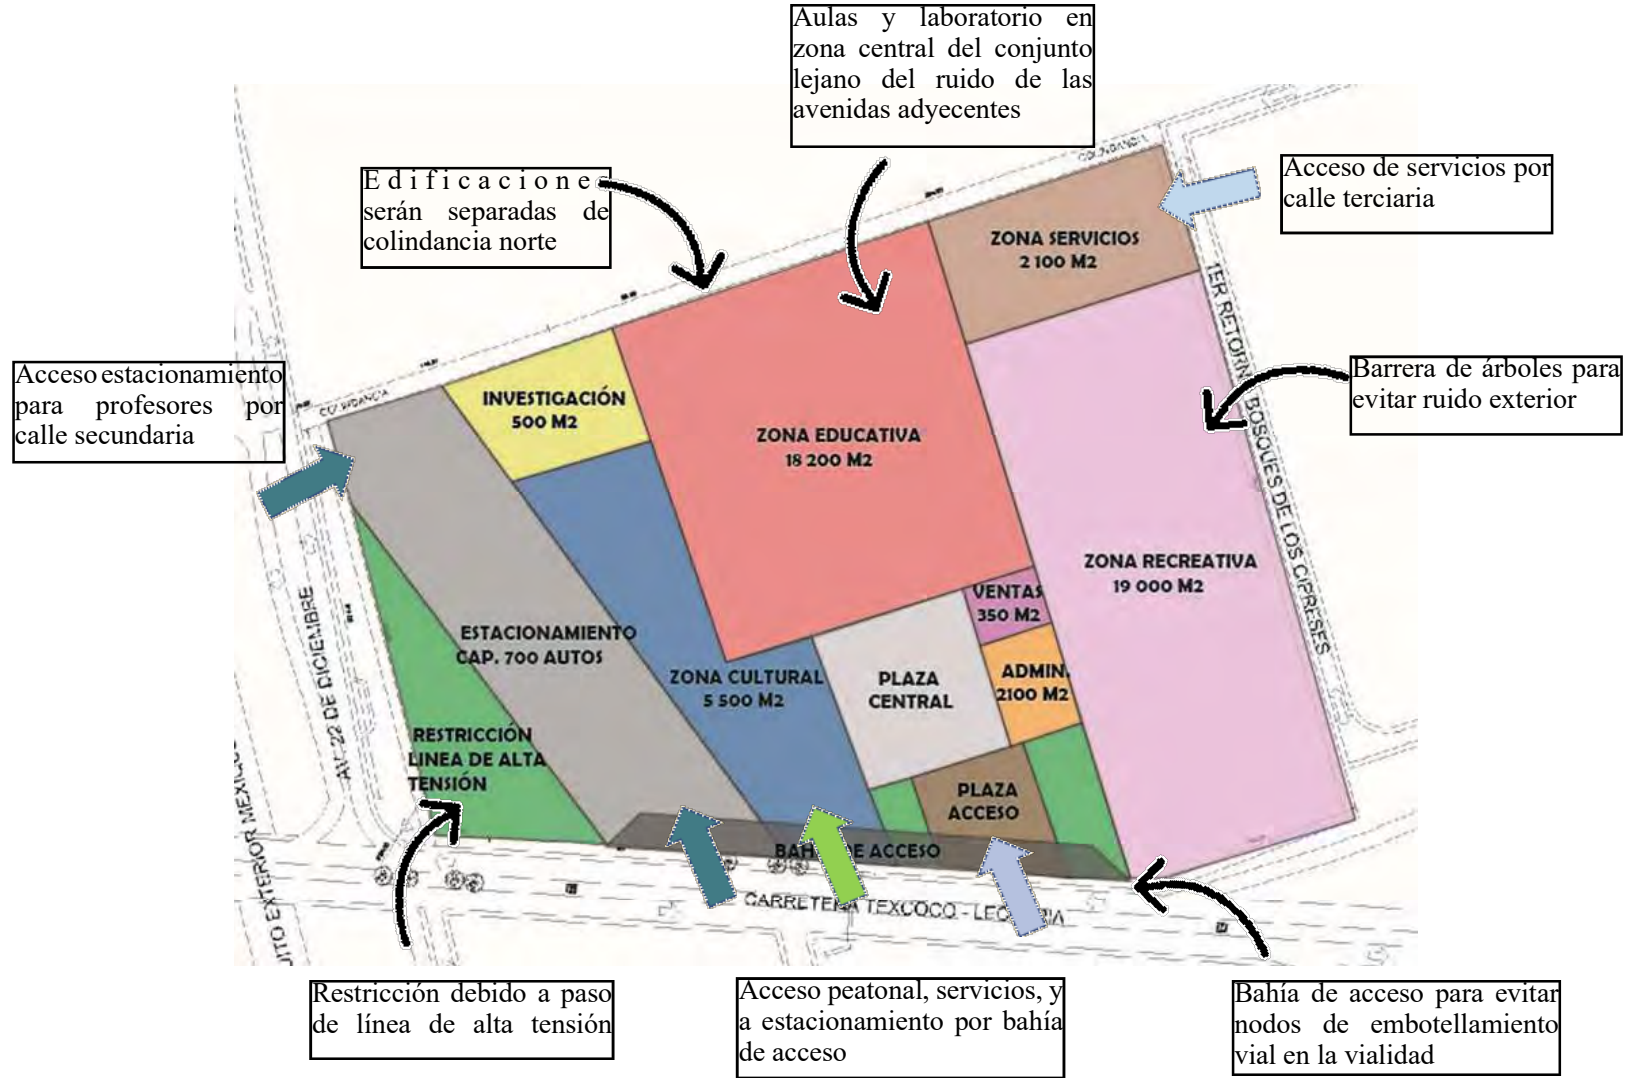 Aulas y laboratorio en
zona central del conjunto
lejano del ruido de las
avenidas adyecentes
Edificaciones
serán separadas de
colindancia norte
Acceso de servicios por
calle terciaria
COLINDANCIA
ZONA SERVICIOS
2 100 M2
Acceso estacionamiento
para profesores por
calle secundaria
COLINDANCIA
INVESTIGACIÓN
500 M2
ZONA EDUCATIVA
18 200 M2
Barrera de árboles para
evitar ruido exterior
1ER RETORNO BOSQUES DE LOS CIPRESES
ZONA RECREATIVA
19 000 M2
VENTAS
350 M2
ESTACIONAMIENTO
CAP. 700 AUTOS
ZONA CULTURAL
5 500 M2
PLAZA
CENTRAL
ADMIN.
2100 M2
AV. 22 DE DICIEMBRE
RESTRICCIÓN
LINEA DE ALTA
TENSIÓN
PLAZA
ACCESO
BAHÍA DE ACCESO
UITO EXTERIOR MEXIQU
CARRETERA TEXCOCO - LECHERIA
Restricción debido a paso
de línea de alta tensión
Acceso peatonal, servicios, y
a estacionamiento por bahía
de acceso
Bahía de acceso para evitar
nodos de embotellamiento
vial en la vialidad